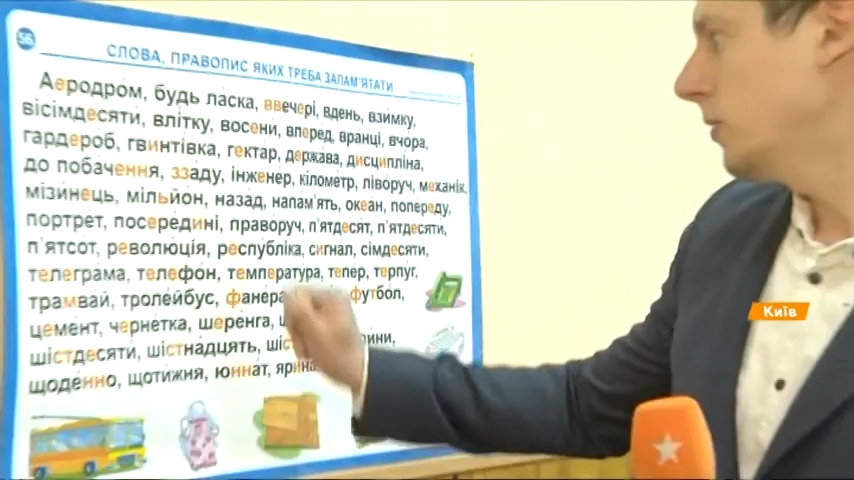 56
СЛОВА, ПРАВОПИС ЯКИХ ТРЕБА ЗАПАМ'ЯТАТИ
Аеродром, будь ласка, ввечері, вдень, взимку,
вісімдесяти, влітку, восени, вперед, вранці, вчора,
гардероб, гвинтівка, гектар, держава, дисципліна,
до побачення, ззаду, інженер, кілометр, ліворуч, механік,
мізинець, мільйон, назад, напам'ять, океан, попереду,
портрет, посередині, праворуч, п'ятдесят, п'ятдесяти,
п'ятсот, революція, республіка, сигнал, сімдесяти,
телеграма, телефон, температура, тепер, терпуг,
трамвай, тролейбус, фанера футбол,
цемент, чернетка, шеренга,
шістдесяти, шістнадцять,
щоденно, щотижня, юннат,
Київ